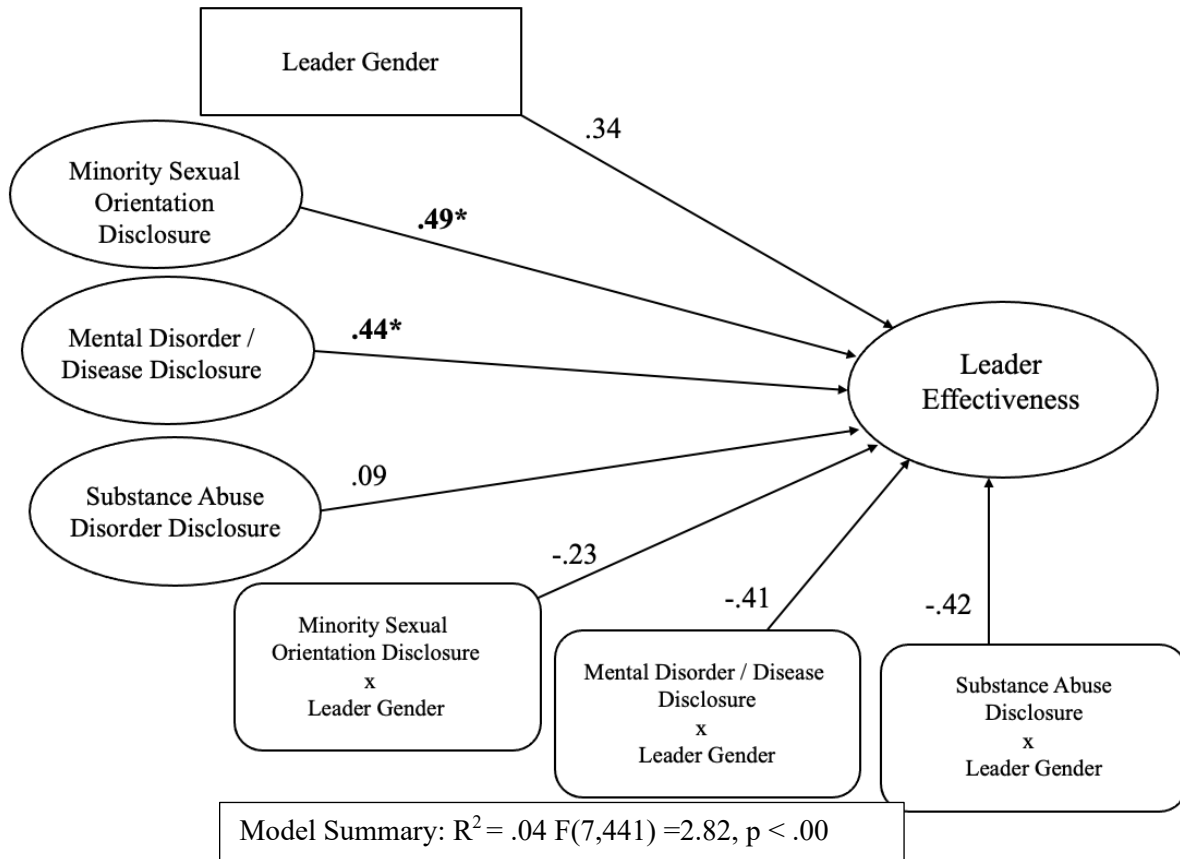 Leader Gender
.34
Minority Sexual
Orientation
Disclosure
.49*
Mental Disorder /
Disease Disclosure
.44*
Leader
Effectiveness
Substance Abuse
Disorder Disclosure
.09
-.23
Minority Sexual
Orientation Disclosure
x
Leader Gender
-.41
Mental Disorder / Disease
Disclosure
x
Leader Gender
-.42
Substance Abuse
Disclosure
x
Leader Gender
Model Summary: R² = .04 F(7,441) =2.82, p < .00